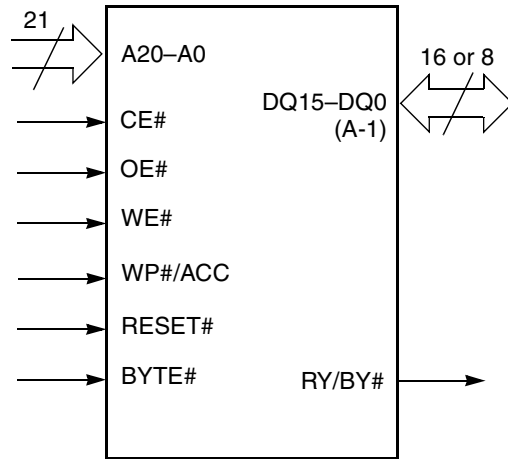 21
A20–A0
16 or 8
DQ15–DQ0
(A-1)
CE#
OE#
WE#
WP#/ACC
RESET#
BYTE#
RY/BY#